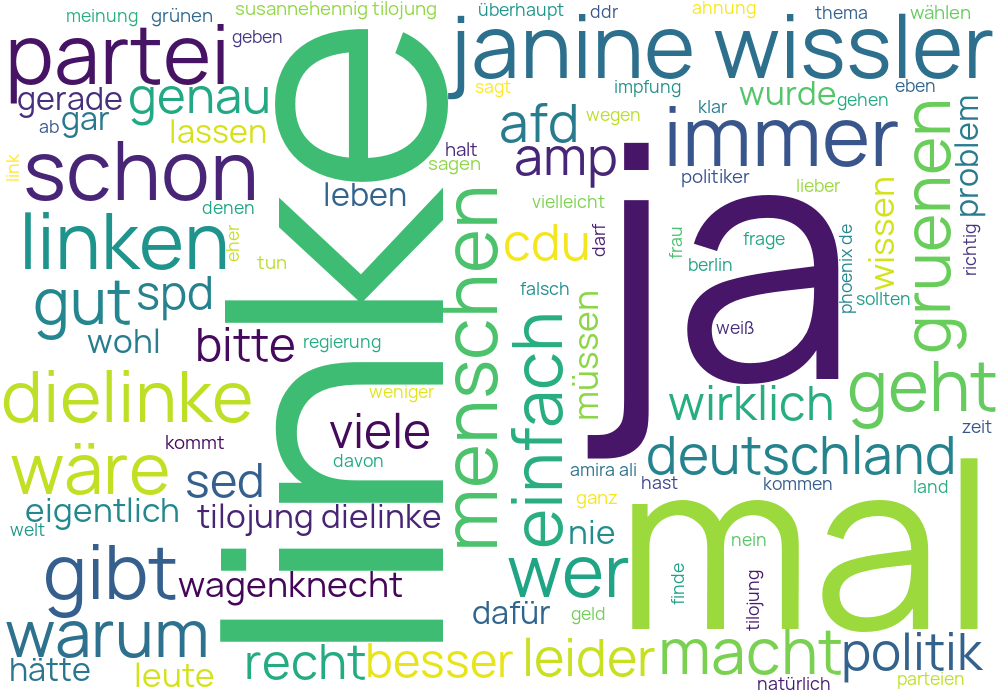 meinung grünen
susannehennig tilojung
überhaupt ddr
ahnung
thema
wählen
partei
geben
janine wissler
gerade
genau
sagt
impfung
wurde
gehen
eben
ab
gar
lassen
afd
wegen
klar
immer
gruenen
problem
link
schon
halt
sagen
amp
politiker
lieber
leben
linke
denen
vielleicht
darf
ja
frau
frage
phoenix de
wissen
richtig
linken
eher
tun
menschen
cdu
berlin
sollten
gut
spd
falsch
weiß
wohl
bitte
regierung
einfach
müssen
dielinke
weniger
wirklich
geht
viele
zeit
kommt
davon
deutschland
wäre
sed
amira ali
hast
kommen
land
eigentlich
tilojung dielinke
ganz
mal
welt
nie
nein
gibt
wagenknecht
wer
finde
tilojung
dafür
geld
warum
hätte
leute
recht
besser
leider
macht
politik
natürlich
parteien